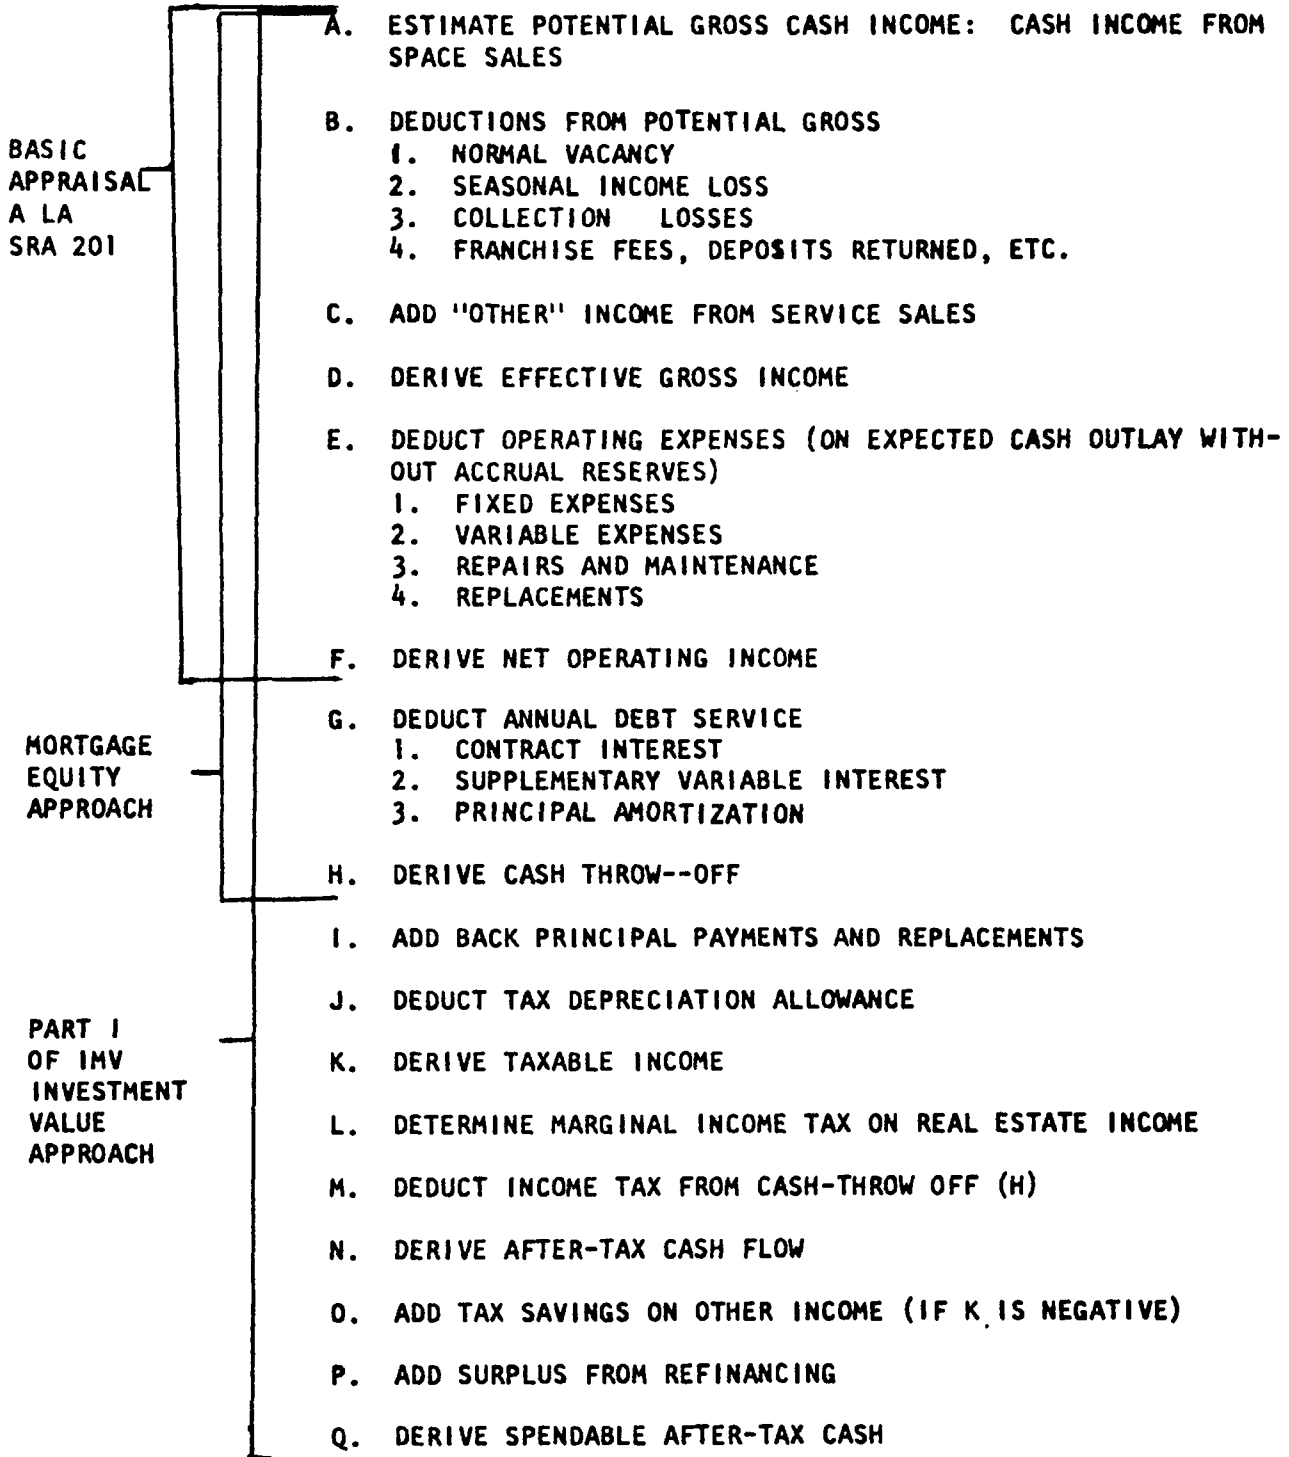 A. ESTIMATE POTENTIAL GROSS CASH INCOME: CASH INCOME FROM
SPACE SALES
B. DEDUCTIONS FROM POTENTIAL GROSS
1. NORMAL VACANCY
2. SEASONAL INCOME LOSS
3. COLLECTION LOSSES
4. FRANCHISE FEES, DEPOSITS RETURNED, ETC.
BASIC
APPRAISAL
A LA
SRA 201
C. ADD "OTHER" INCOME FROM SERVICE SALES
D. DERIVE EFFECTIVE GROSS INCOME
E. DEDUCT OPERATING EXPENSES (ON EXPECTED CASH OUTLAY WITH-
OUT ACCRUAL RESERVES)
1. FIXED EXPENSES
2. VARIABLE EXPENSES
3. REPAIRS AND MAINTENANCE
4. REPLACEMENTS
F. DERIVE NET OPERATING INCOME
G. DEDUCT ANNUAL DEBT SERVICE
1. CONTRACT INTEREST
2. SUPPLEMENTARY VARIABLE INTEREST
3. PRINCIPAL AMORTIZATION
MORTGAGE
EQUITY
APPROACH
H. DERIVE CASH THROW--OFF
I. ADD BACK PRINCIPAL PAYMENTS AND REPLACEMENTS
J. DEDUCT TAX DEPRECIATION ALLOWANCE
K. DERIVE TAXABLE INCOME
L. DETERMINE MARGINAL INCOME TAX ON REAL ESTATE INCOME
PART I
OF IMV
INVESTMENT
VALUE
APPROACH
M. DEDUCT INCOME TAX FROM CASH-THROW OFF (H)
N. DERIVE AFTER-TAX CASH FLOW
O. ADD TAX SAVINGS ON OTHER INCOME (IF K IS NEGATIVE)
P. ADD SURPLUS FROM REFINANCING
Q. DERIVE SPENDABLE AFTER-TAX CASH